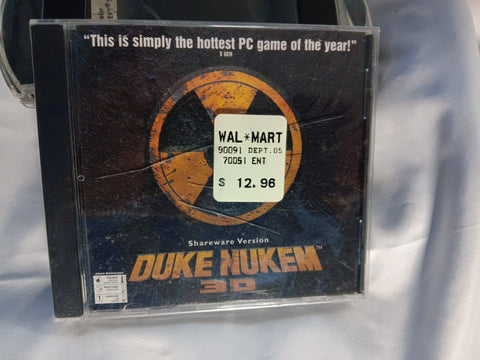 "This is simply the hottest PC game of the year!"
X GEN
WAL*MART
90091 DEPT.05
70051 ENT
$ 12.96
Shareware Version
DUKE NUKEM™
3D